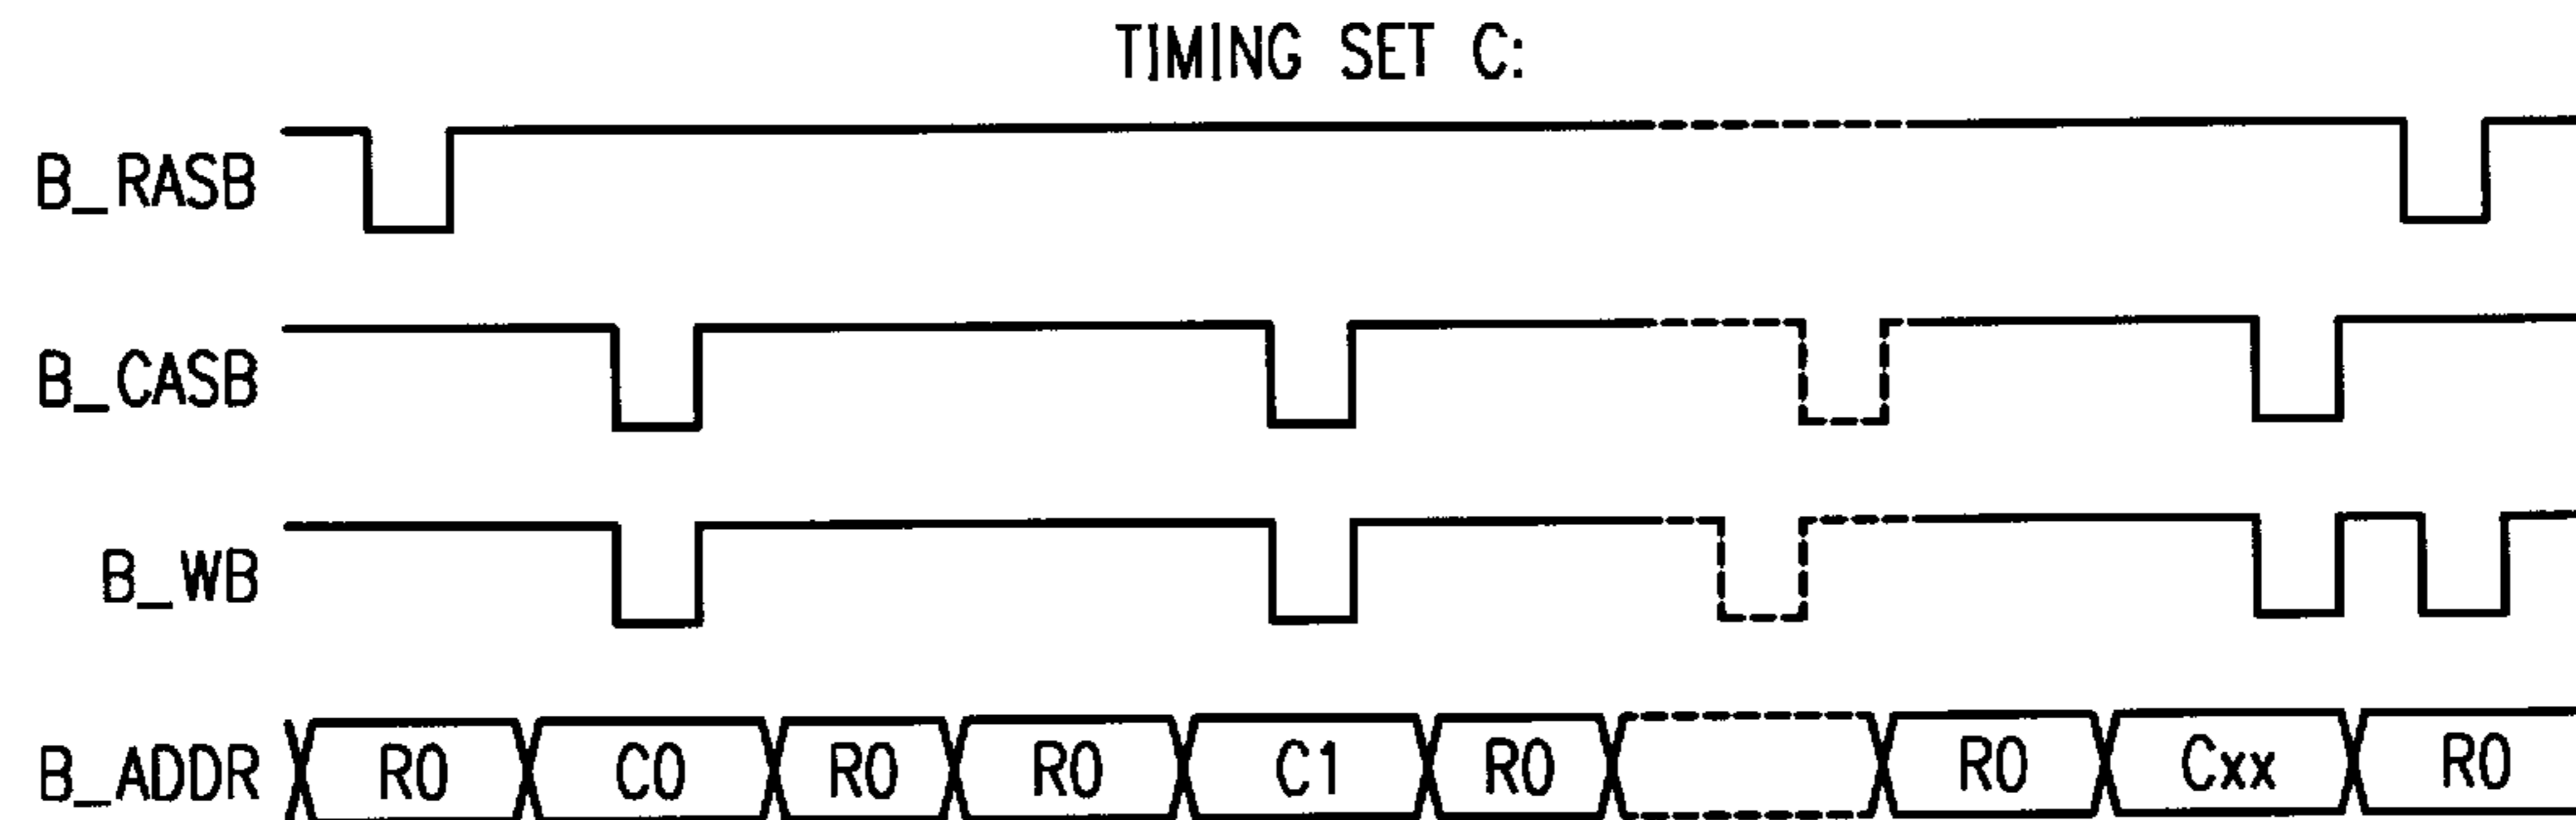 TIMING SET C:
B_RASB
B_CASB
B_WB
B_ADDR R0 C0 R0 R0 C1 R0 R0 Cxx R0